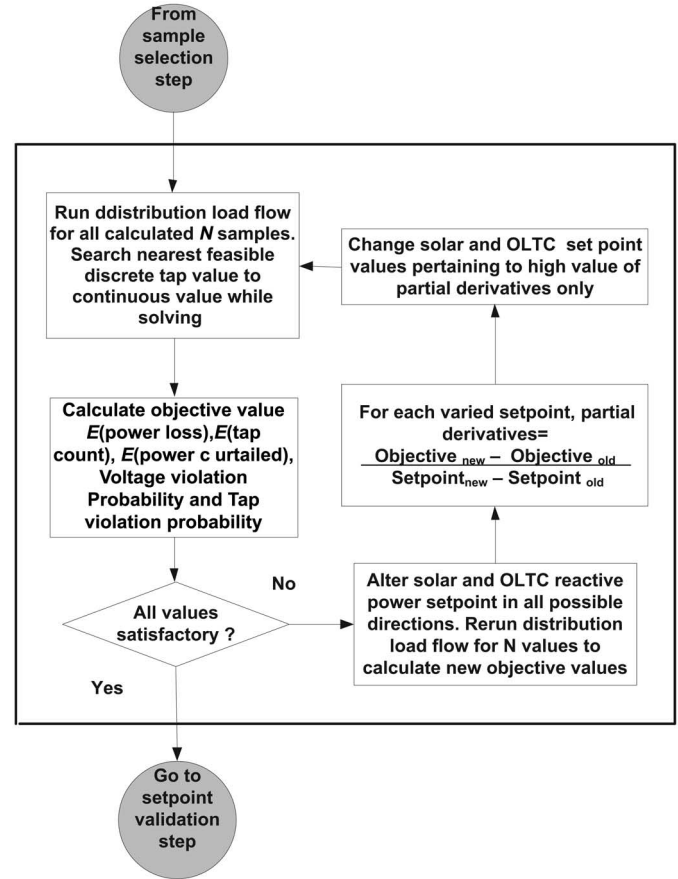 From
sample
selection
step
Run ddistribution load flow
for all calculated N samples.
Search nearest feasible
discrete tap value to
continuous value while
solving
Calculate objective value
E(power loss),E(tap
count), E(power c urtailed),
Voltage violation
Probability and Tap
violation probability
All values
satisfactory ?
No
Yes
Alter solar and OLTC reactive
power setpoint in all possible
directions. Rerun distribution
load flow for N values to
calculate new objective values
For each varied setpoint, partial
derivatives=
Objective new – Objective old
Setpointnew – Setpoint old
Change solar and OLTC set point
values pertaining to high value of
partial derivatives only
Go to
setpoint
validation
step